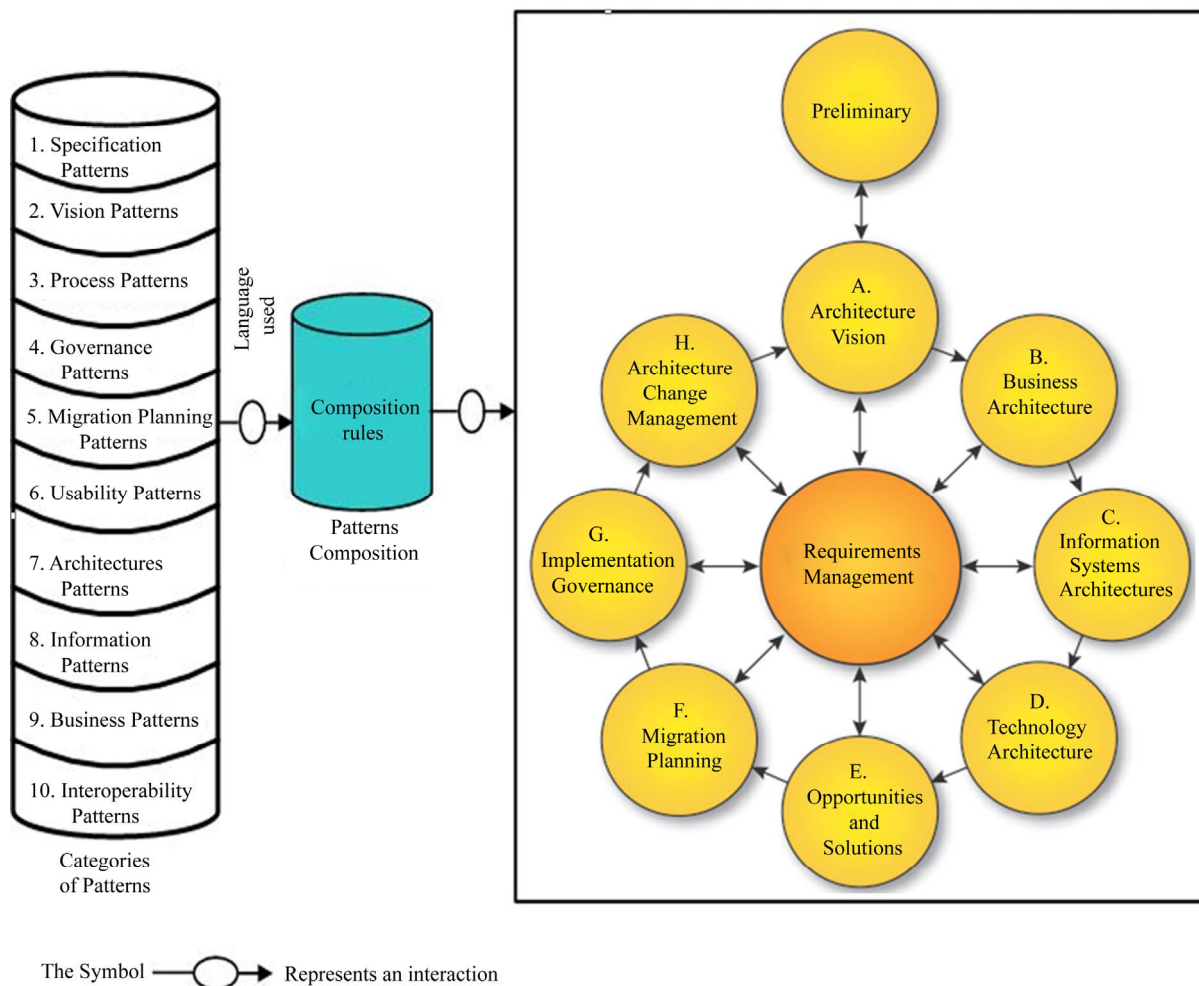 1. Specification
Patterns
2. Vision Patterns
3. Process Patterns
4. Governance
Patterns
5. Migration Planning
Patterns
6. Usability Patterns
7. Architectures
Patterns
8. Information
Patterns
9. Business Patterns
10. Interoperability
Patterns
Categories
of Patterns
Language
used
Composition
rules
Patterns
Composition
Preliminary
A.
Architecture
Vision
B.
Business
Architecture
C.
Information
Systems
Architectures
D.
Technology
Architecture
E.
Opportunities
and
Solutions
F.
Migration
Planning
G.
Implementation
Governance
H.
Architecture
Change
Management
Requirements
Management
The Symbol
Represents an interaction